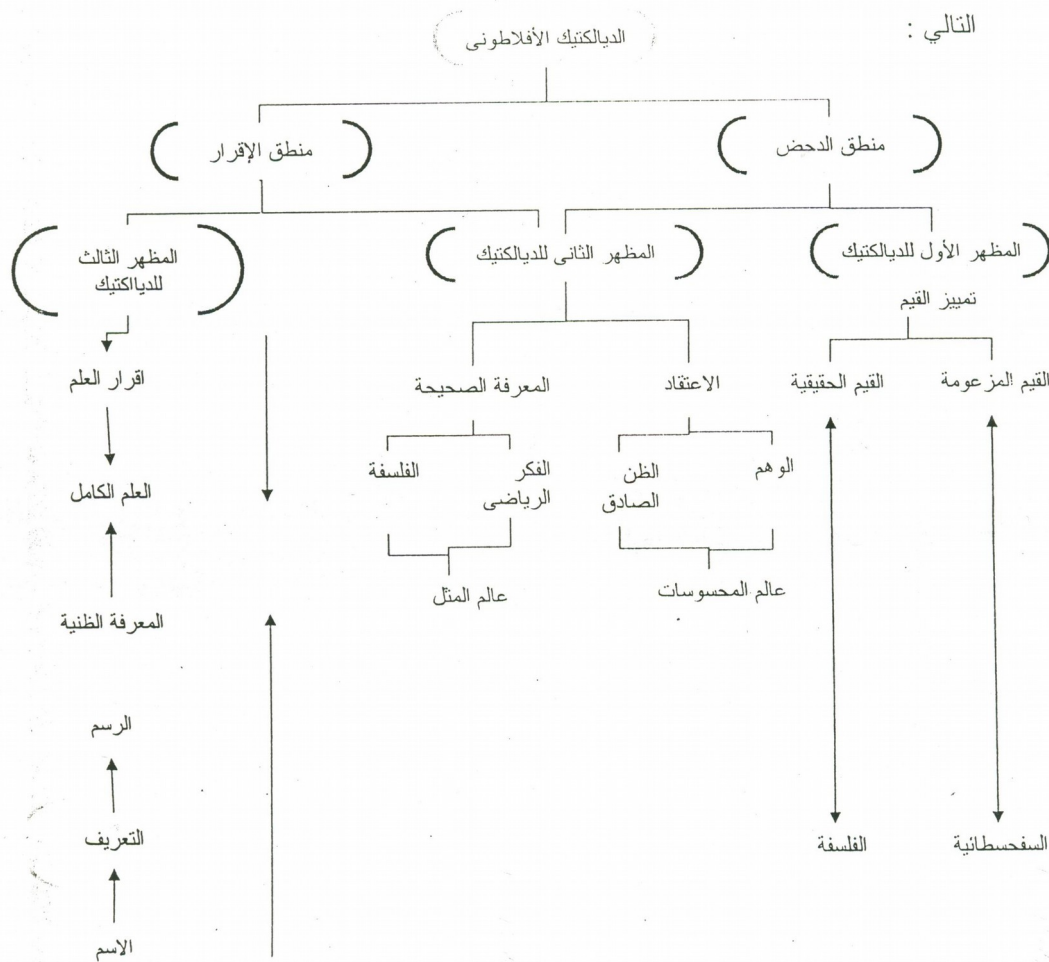 التالي :
الديالكتيك الأفلاطونى
منطق الدحض
منطق الإقرار
المظهر الأول للديالكتيك
المظهر الثانى للديالكتيك
المظهر الثالث
للديااكتيك
تمييز القيم
القيم المزعومة
القيم الحقيقية
الاعتقاد
المعرفة الصحيحة
اقرار العلم
الوهم
الظن
الصادق
الفكر
الرياضى
الفلسفة
العلم الكامل
عالم المحسوسات
عالم المثل
المعرفة الظنية
الرسم
السفحسطائية
الفلسفة
التعريف
الاسم